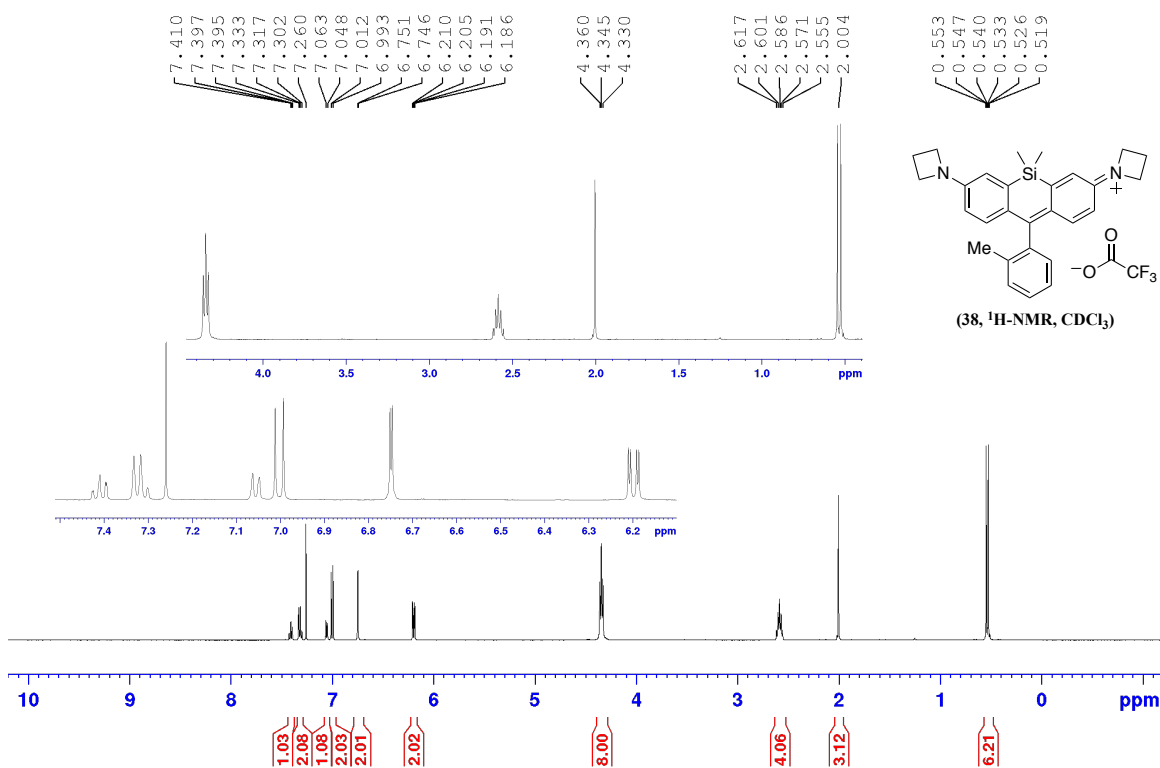 7.410 7.397 7.395 7.333 7.317 7.302 7.260 7.063 7.048 7.012 6.993 6.751 6.746 6.210 6.205 6.191 6.186 4.360 4.345 4.330 2.617 2.601 2.586 2.571 2.555 2.004 0.553 0.547 0.540 0.533 0.526 0.519
N Si N
+
Me
O
−O CF3
(38, ¹H-NMR, CDCl₃)
4.0 3.5 3.0 2.5 2.0 1.5 1.0 ppm
7.4 7.3 7.2 7.1 7.0 6.9 6.8 6.7 6.6 6.5 6.4 6.3 6.2 ppm
10 9 8 7 6 5 4 3 2 1 0 ppm
1.03 2.08 1.08 2.03 2.01 2.02 8.00 4.06 3.12 6.21